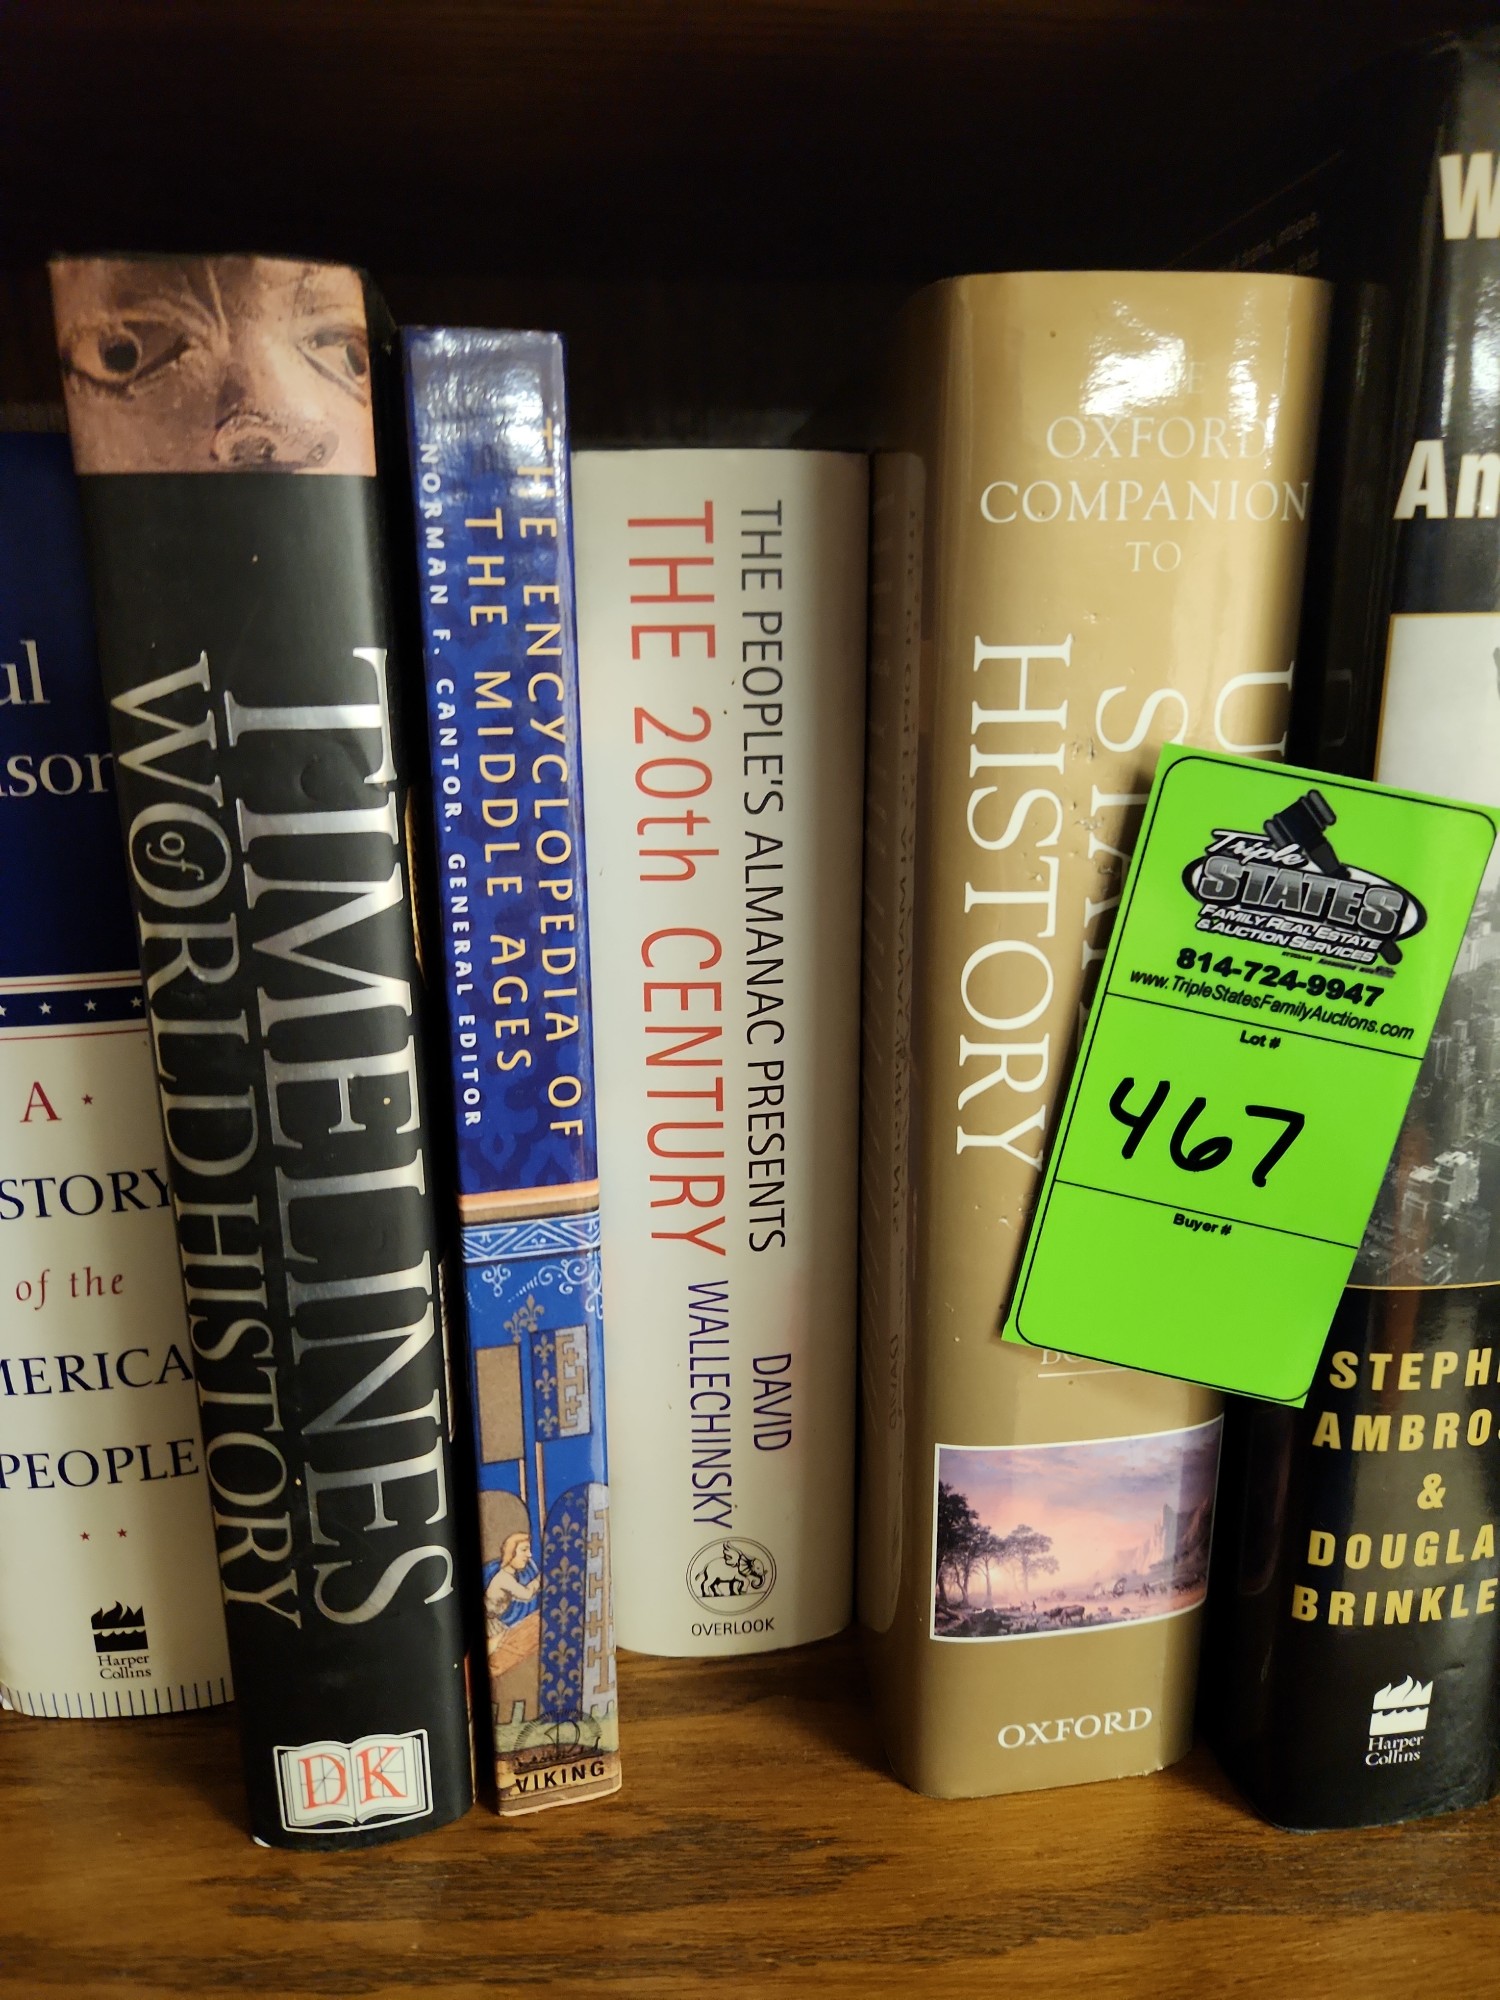 ul
son
A
STORY
of the
MERICA
PEOPLE
Harper
Collins
TIMELINES
of
WORLD HISTORY
DK
THE ENCYCLOPEDIA OF
THE MIDDLE AGES
NORMAN F. CANTOR, GENERAL EDITOR
VIKING
THE PEOPLE'S ALMANAC PRESENTS
THE 20th CENTURY
DAVID
WALLECHINSKY
OVERLOOK
THE
OXFORD
COMPANION
TO
HISTORY
OXFORD
Triple
STATES
FAMILY REAL ESTATE
& AUCTION SERVICES
814-724-9947
www.TripleStatesFamilyAuctions.com
Lot #
467
Buyer #
W
Am
STEPH
AMBROS
&
DOUGLA
BRINKLE
Harper
Collins